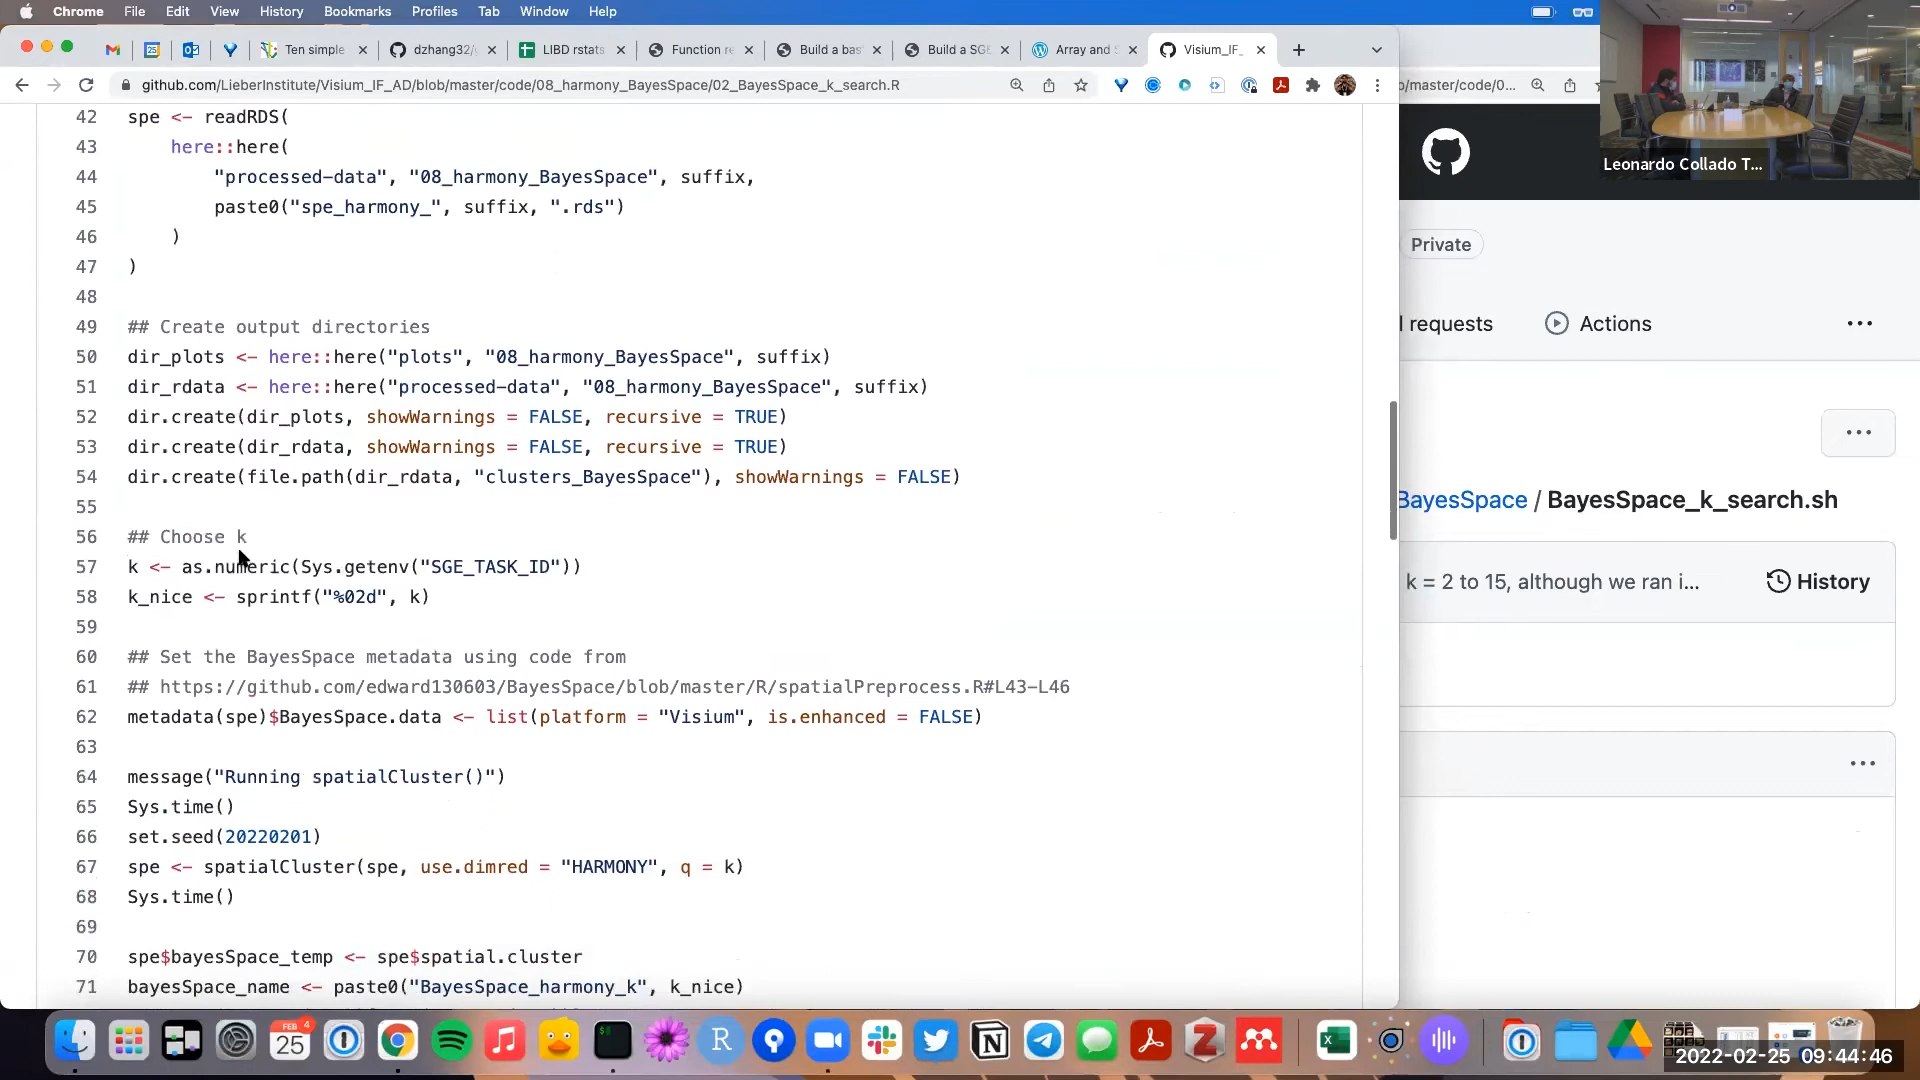 Chrome File Edit View History Bookmarks Profiles Tab Window Help
Ten simple
dzhang32/
LIBD rstats
Function re
Build a bas
Build a SGE
Array and S
Visium_IF_
github.com/LieberInstitute/Visium_IF_AD/blob/master/code/08_harmony_BayesSpace/02_BayesSpace_k_search.R
/master/code/0...
42 spe <- readRDS(
43 here::here(
44 "processed-data", "08_harmony_BayesSpace", suffix,
45 paste0("spe_harmony_", suffix, ".rds")
46 )
47 )
48
49 ## Create output directories
50 dir_plots <- here::here("plots", "08_harmony_BayesSpace", suffix)
51 dir_rdata <- here::here("processed-data", "08_harmony_BayesSpace", suffix)
52 dir.create(dir_plots, showWarnings = FALSE, recursive = TRUE)
53 dir.create(dir_rdata, showWarnings = FALSE, recursive = TRUE)
54 dir.create(file.path(dir_rdata, "clusters_BayesSpace"), showWarnings = FALSE)
55
56 ## Choose k
57 k <- as.numeric(Sys.getenv("SGE_TASK_ID"))
58 k_nice <- sprintf("%02d", k)
59
60 ## Set the BayesSpace metadata using code from
61 ## https://github.com/edward130603/BayesSpace/blob/master/R/spatialPreprocess.R#L43-L46
62 metadata(spe)$BayesSpace.data <- list(platform = "Visium", is.enhanced = FALSE)
63
64 message("Running spatialCluster()")
65 Sys.time()
66 set.seed(20220201)
67 spe <- spatialCluster(spe, use.dimred = "HARMONY", q = k)
68 Sys.time()
69
70 spe$bayesSpace_temp <- spe$spatial.cluster
71 bayesSpace_name <- paste0("BayesSpace_harmony_k", k_nice)
Leonardo Collado T...
Private
l requests
Actions
BayesSpace / BayesSpace_k_search.sh
k = 2 to 15, although we ran i...
History
FEB
4
25
2022-02-25 09:44:46